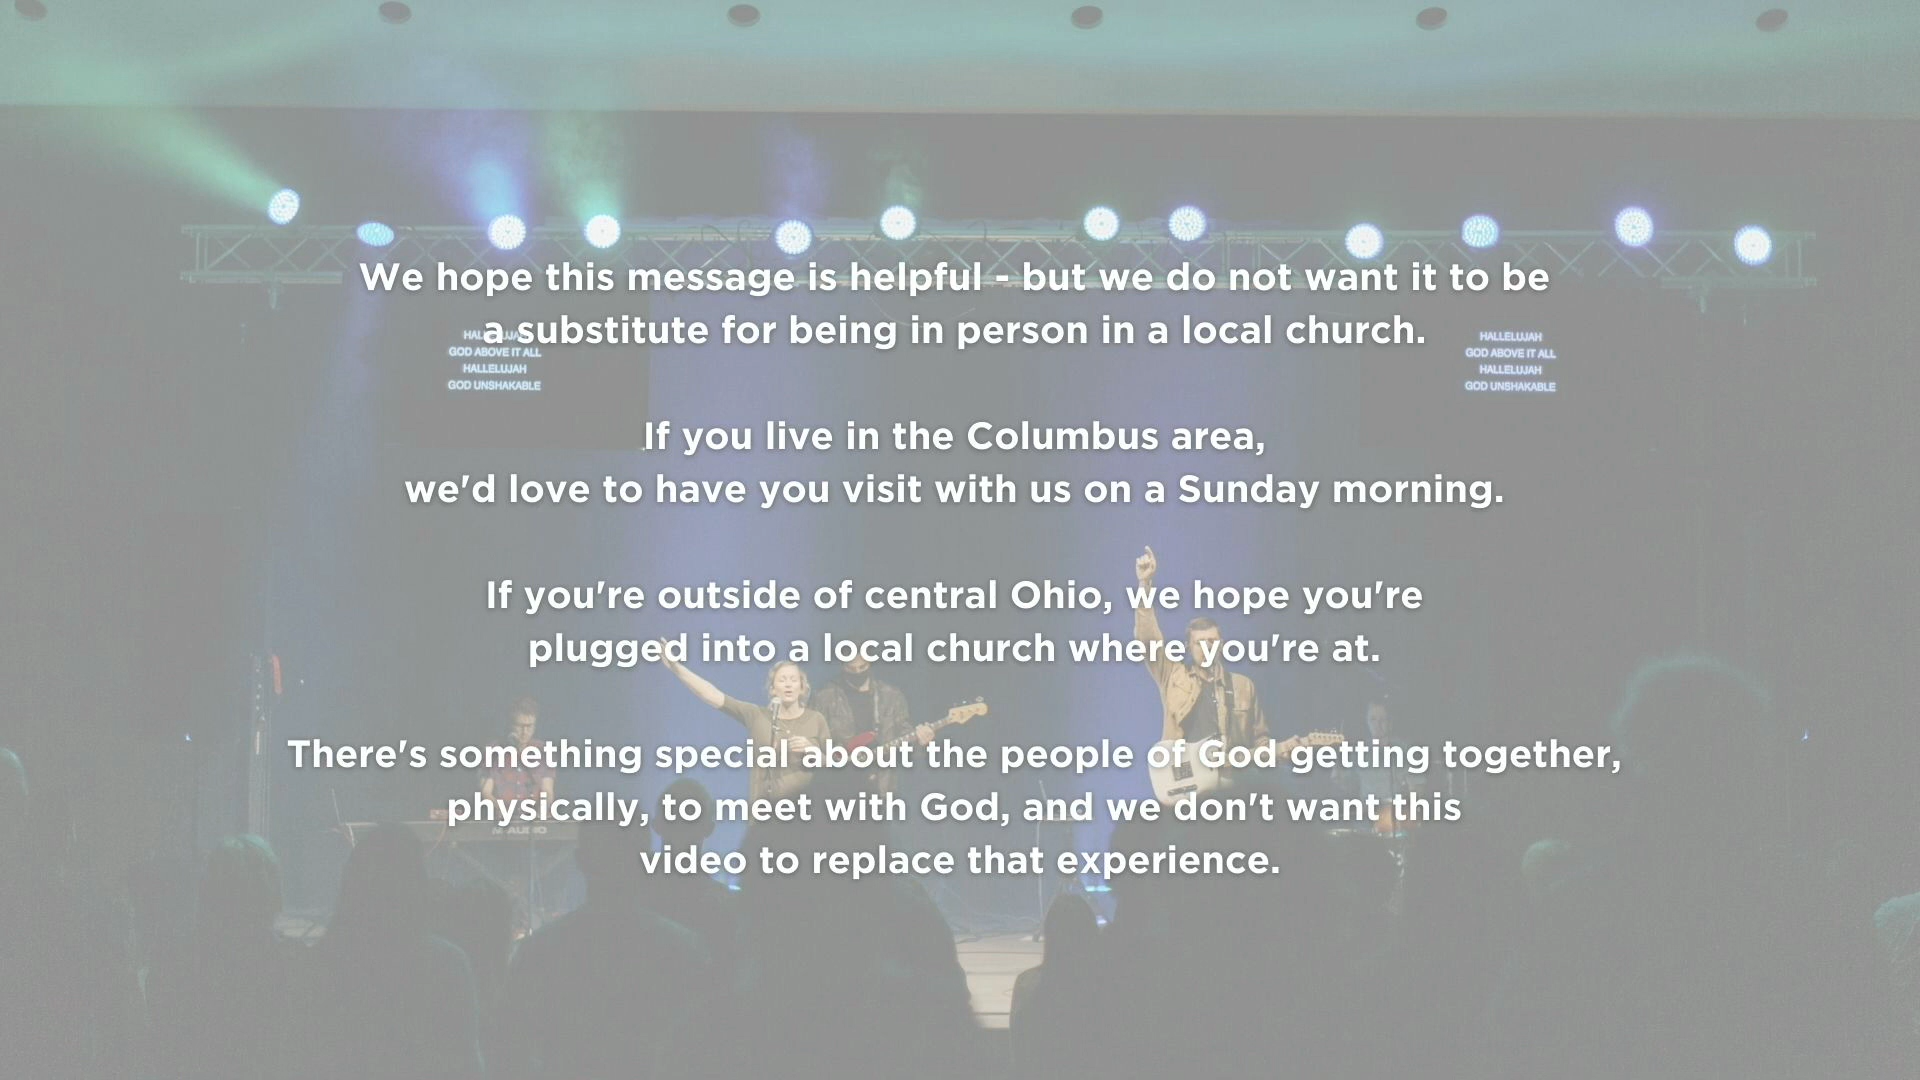 We hope this message is helpful - but we do not want it to be
a substitute for being in person in a local church.
HALLELUJAH
GOD ABOVE IT ALL
HALLELUJAH
GOD UNSHAKABLE
HALLELUJAH
GOD ABOVE IT ALL
HALLELUJAH
GOD UNSHAKABLE
If you live in the Columbus area,
we'd love to have you visit with us on a Sunday morning.
If you're outside of central Ohio, we hope you're
plugged into a local church where you're at.
There's something special about the people of God getting together,
physically, to meet with God, and we don't want this
video to replace that experience.
M-AUDIO